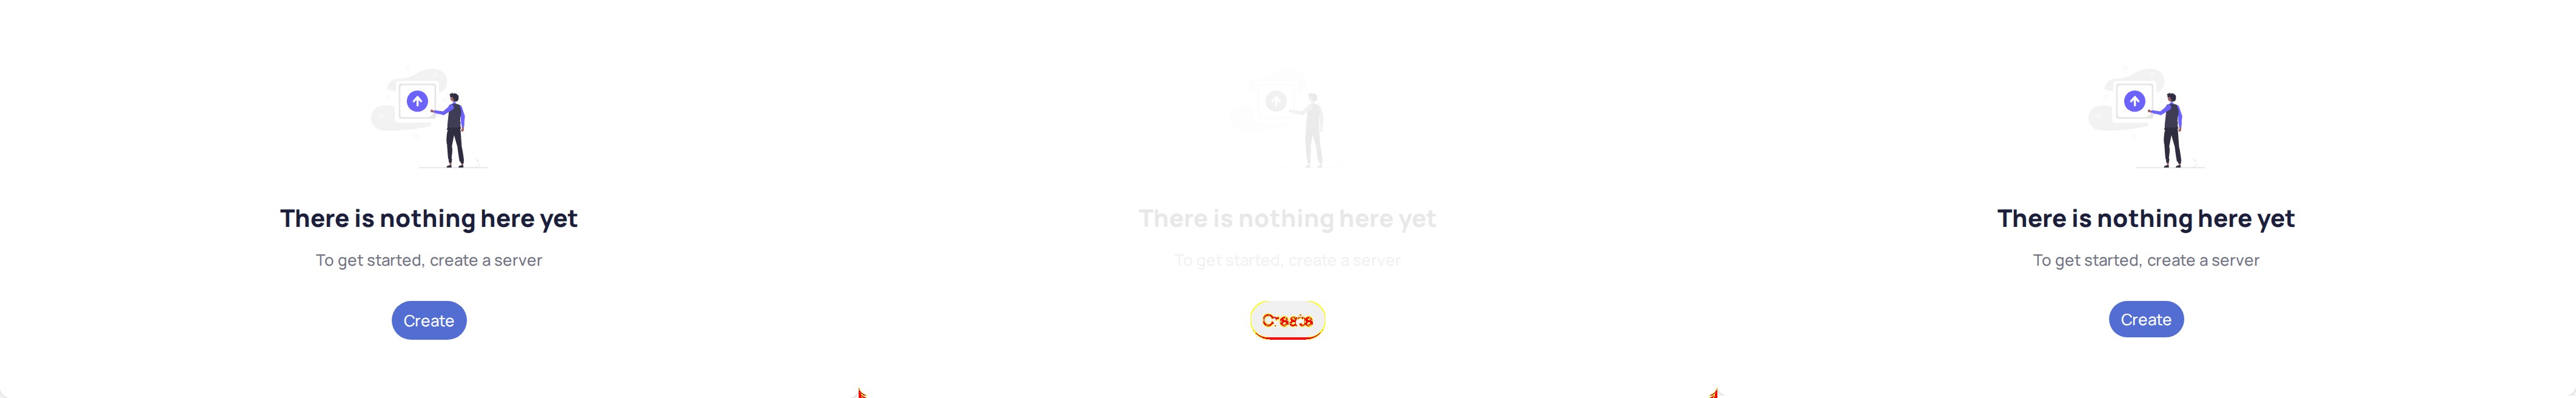 There is nothing here yet
To get started, create a server
Create
There is nothing here yet
To get started, create a server
Create
There is nothing here yet
To get started, create a server
Create